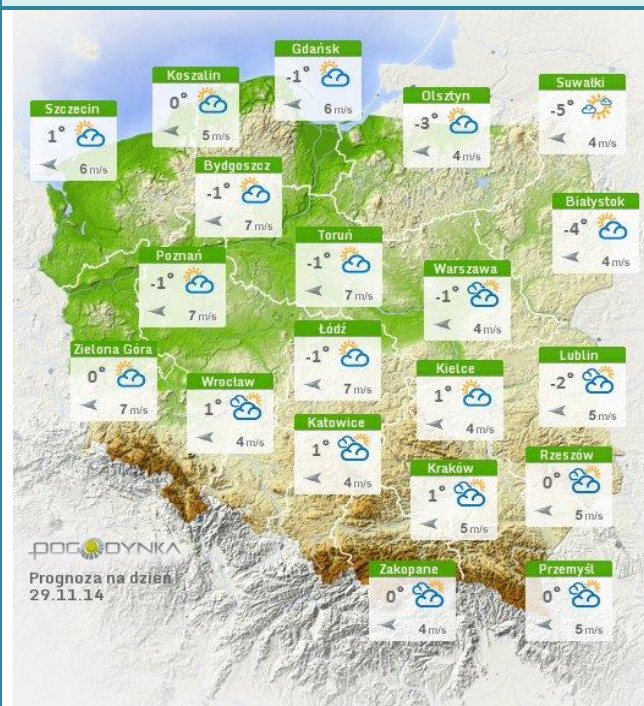 Gdańsk
-1°
6 m/s
Koszalin
0°
5 m/s
Suwałki
-5°
4 m/s
Olsztyn
-3°
4 m/s
Szczecin
1°
6 m/s
Bydgoszcz
-1°
7 m/s
Białystok
-4°
4 m/s
Toruń
-1°
7 m/s
Poznań
-1°
7 m/s
Warszawa
-1°
4 m/s
Łódź
-1°
7 m/s
Zielona Góra
0°
7 m/s
Lublin
-2°
5 m/s
Kielce
1°
4 m/s
Wrocław
1°
4 m/s
Katowice
1°
4 m/s
Rzeszów
0°
5 m/s
Kraków
1°
5 m/s
POGODYNKA
Prognoza na dzień
29.11.14
Zakopane
0°
4 m/s
Przemyśl
0°
5 m/s